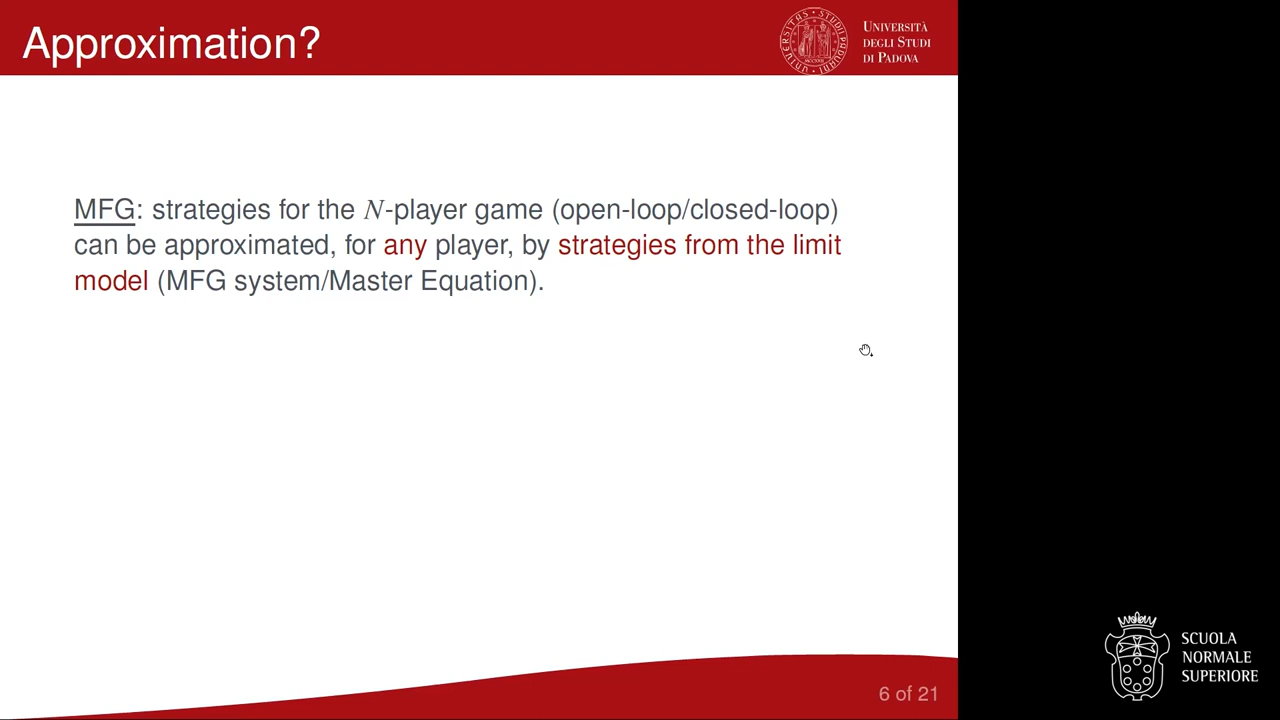 Approximation?
UNIVERSITÀ
DEGLI STUDI
DI PADOVA
MFG: strategies for the N-player game (open-loop/closed-loop)
can be approximated, for any player, by strategies from the limit
model (MFG system/Master Equation).
SCUOLA
NORMALE
SUPERIORE
6 of 21